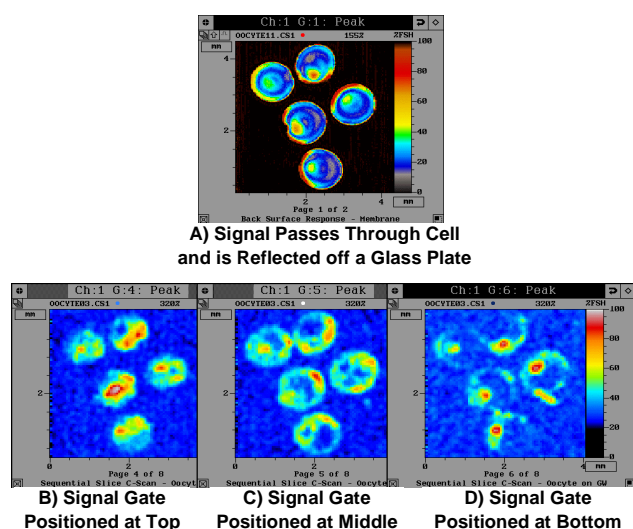 Ch:1 G:1: Peak
OOCYTE11.CS1 155% %FSH
mm 100
80
4
60
2 40
20
0
2 4 mm
Page 1 of 2
Back Surface Response - Membrane
A) Signal Passes Through Cell
and is Reflected off a Glass Plate
Ch:1 G:4: Peak Ch:1 G:5: Peak Ch:1 G:6: Peak
OOCYTE03.CS1 320% OOCYTE03.CS1 320% OOCYTE03.CS1 320% %FSH
mm mm mm 100
80
60
2 2 2
40
20
0
2 2 2 4 mm
Page 4 of 8 Page 5 of 8 Page 6 of 8
Sequential Slice C-Scan - Oocyt Sequential Slice C-Scan - Oocyte Sequential Slice C-Scan - Oocyte on GW
B) Signal Gate C) Signal Gate D) Signal Gate
Positioned at Top Positioned at Middle Positioned at Bottom